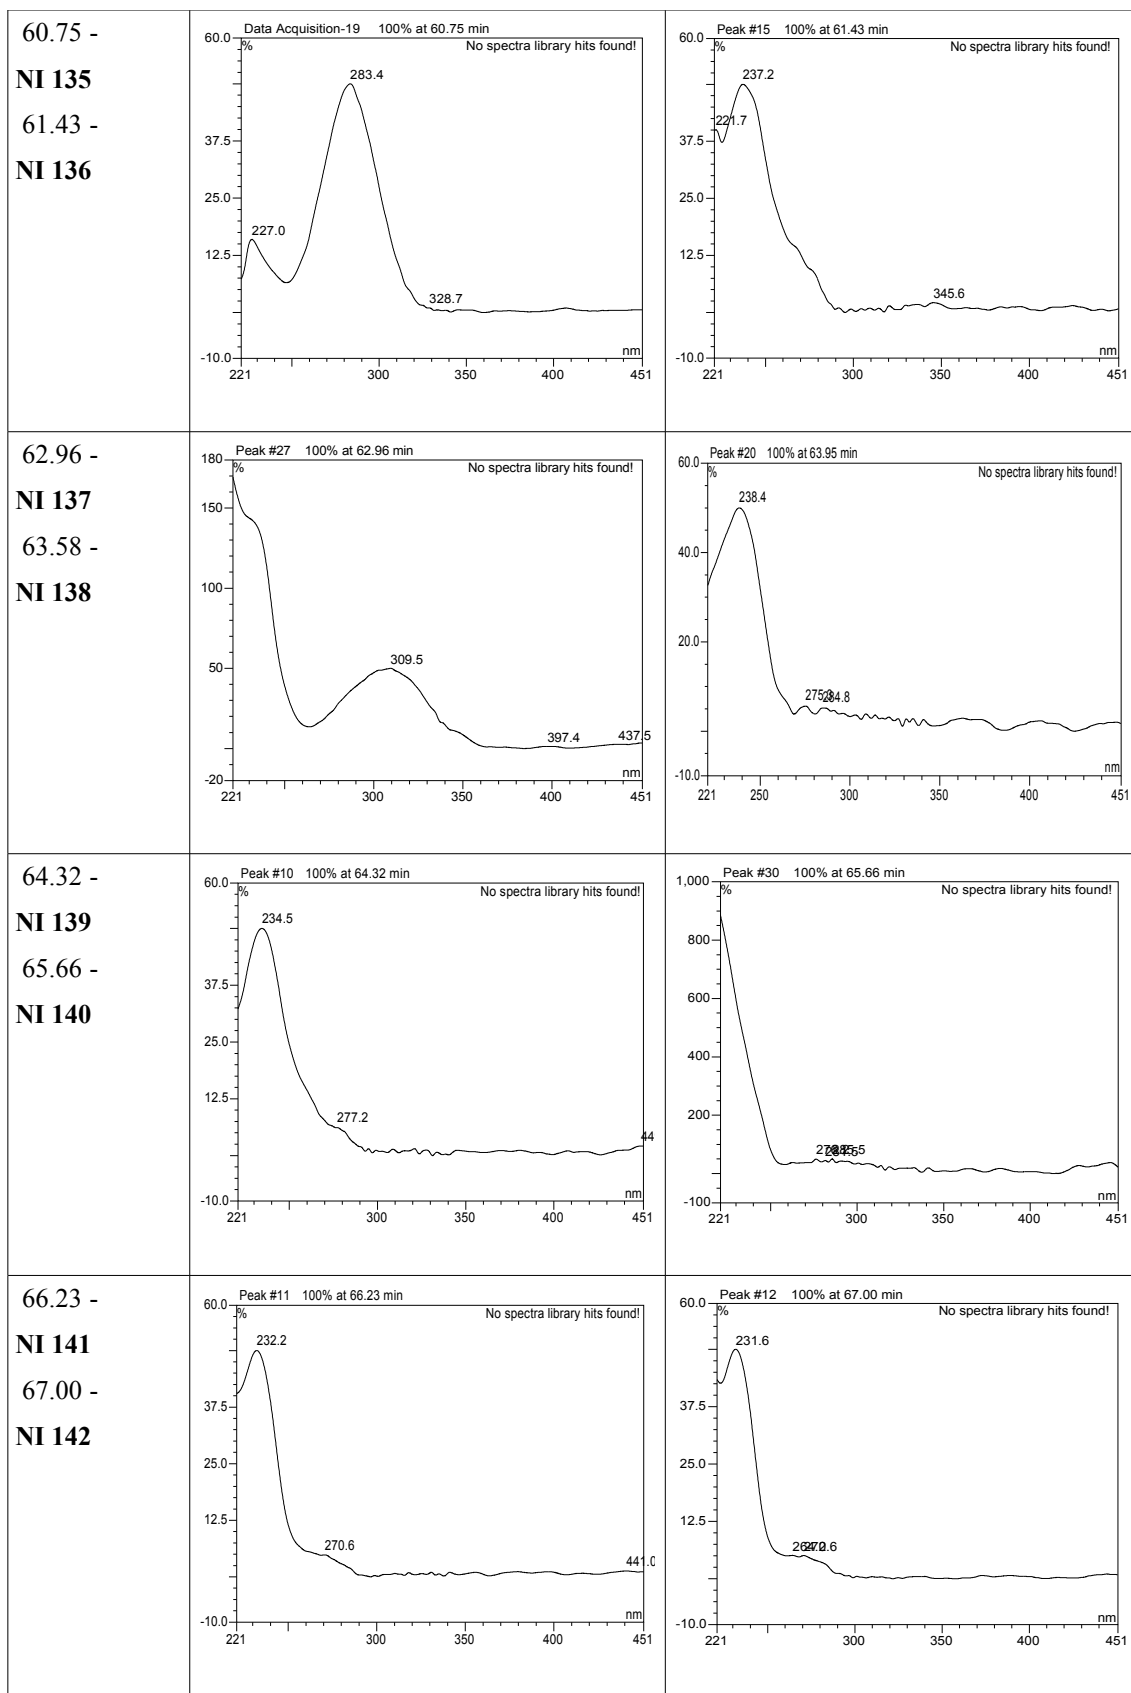 60.75 -
NI 135
61.43 -
NI 136
Data Acquisition-19 100% at 60.75 min
60.0
%
No spectra library hits found!
283.4
37.5
25.0
227.0
12.5
328.7
-10.0
nm
221 300 350 400 451
Peak #15 100% at 61.43 min
60.0
%
No spectra library hits found!
237.2
221.7
37.5
25.0
12.5
345.6
-10.0
nm
221 300 350 400 451
62.96 -
NI 137
63.58 -
NI 138
Peak #27 100% at 62.96 min
180
%
No spectra library hits found!
150
100
50
309.5
397.4
437.5
-20
nm
221 300 350 400 451
Peak #20 100% at 63.95 min
60.0
%
No spectra library hits found!
238.4
40.0
20.0
284.8
-10.0
nm
221 250 300 350 400 451
64.32 -
NI 139
65.66 -
NI 140
Peak #10 100% at 64.32 min
60.0
%
No spectra library hits found!
234.5
37.5
25.0
12.5
277.2
44
-10.0
nm
221 300 350 400 451
Peak #30 100% at 65.66 min
1,000
%
No spectra library hits found!
800
600
400
200
-100
nm
221 300 350 400 451
66.23 -
NI 141
67.00 -
NI 142
Peak #11 100% at 66.23 min
60.0
%
No spectra library hits found!
232.2
37.5
25.0
12.5
270.6
441.0
-10.0
nm
221 300 350 400 451
Peak #12 100% at 67.00 min
60.0
%
No spectra library hits found!
231.6
37.5
25.0
12.5
-10.0
nm
221 300 350 400 451